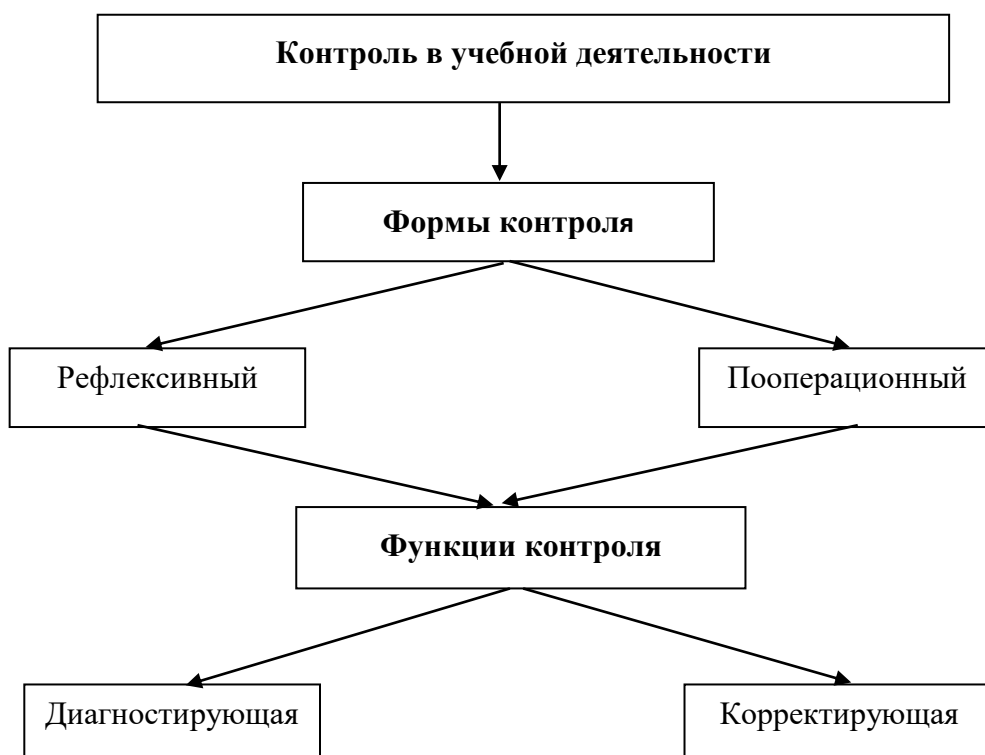 Контроль в учебной деятельности
Формы контроля
Рефлексивный
Пооперационный
Функции контроля
Диагностирующая
Корректирующая